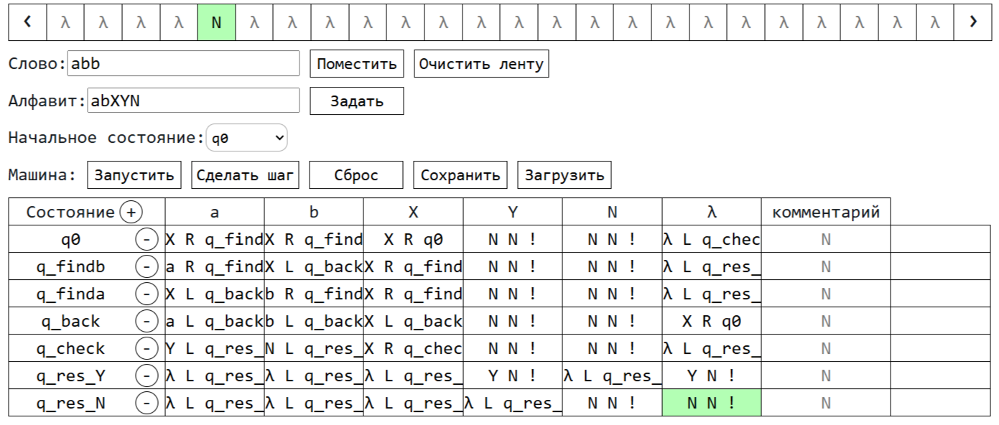 < λ λ λ λ N λ λ λ λ λ λ λ λ λ λ λ λ λ λ λ λ λ λ λ >
Слово: abb Поместить Очистить ленту
Алфавит: abXYN Задать
Начальное состояние: q0
Машина: Запустить Сделать шаг Сброс Сохранить Загрузить
Состояние + a b X Y N λ комментарий
q0 - X R q_find X R q_find X R q0 N N ! N N ! λ L q_chec N
q_findb - a R q_find X L q_back X R q_find N N ! N N ! λ L q_res_ N
q_finda - X L q_back b R q_find X R q_find N N ! N N ! λ L q_res_ N
q_back - a L q_back b L q_back X L q_back N N ! N N ! X R q0 N
q_check - Y L q_res_ N L q_res_ X R q_chec N N ! N N ! λ L q_res_ N
q_res_Y - λ L q_res_ λ L q_res_ λ L q_res_ Y N ! λ L q_res_ Y N ! N
q_res_N - λ L q_res_ λ L q_res_ λ L q_res_ λ L q_res_ N N ! N N ! N